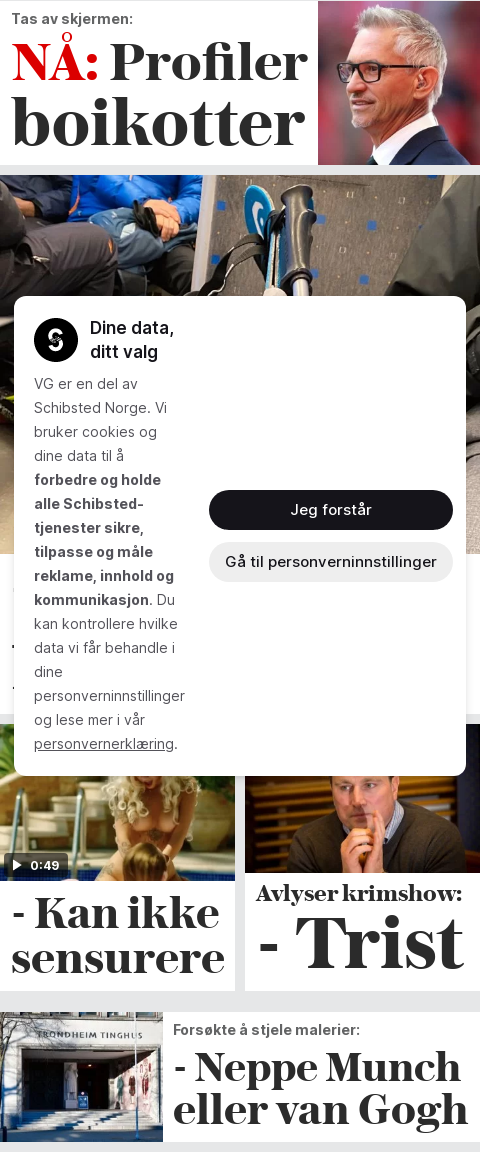 Tas av skjermen:
NÅ: Profiler
boikotter
Dine data,
ditt valg
VG er en del av
Schibsted Norge. Vi
bruker cookies og
dine data til å
forbedre og holde
alle Schibsted-
tjenester sikre,
tilpasse og måle
reklame, innhold og
kommunikasjon. Du
kan kontrollere hvilke
data vi får behandle i
dine
personverninnstillinger
og lese mer i vår
personvernerklæring.
Jeg forstår
Gå til personverninnstillinger
0:49
- Kan ikke
sensurere
Avlyser krimshow:
- Trist
TRONDHEIM TINGHUS
Forsøkte å stjele malerier:
- Neppe Munch
eller van Gogh